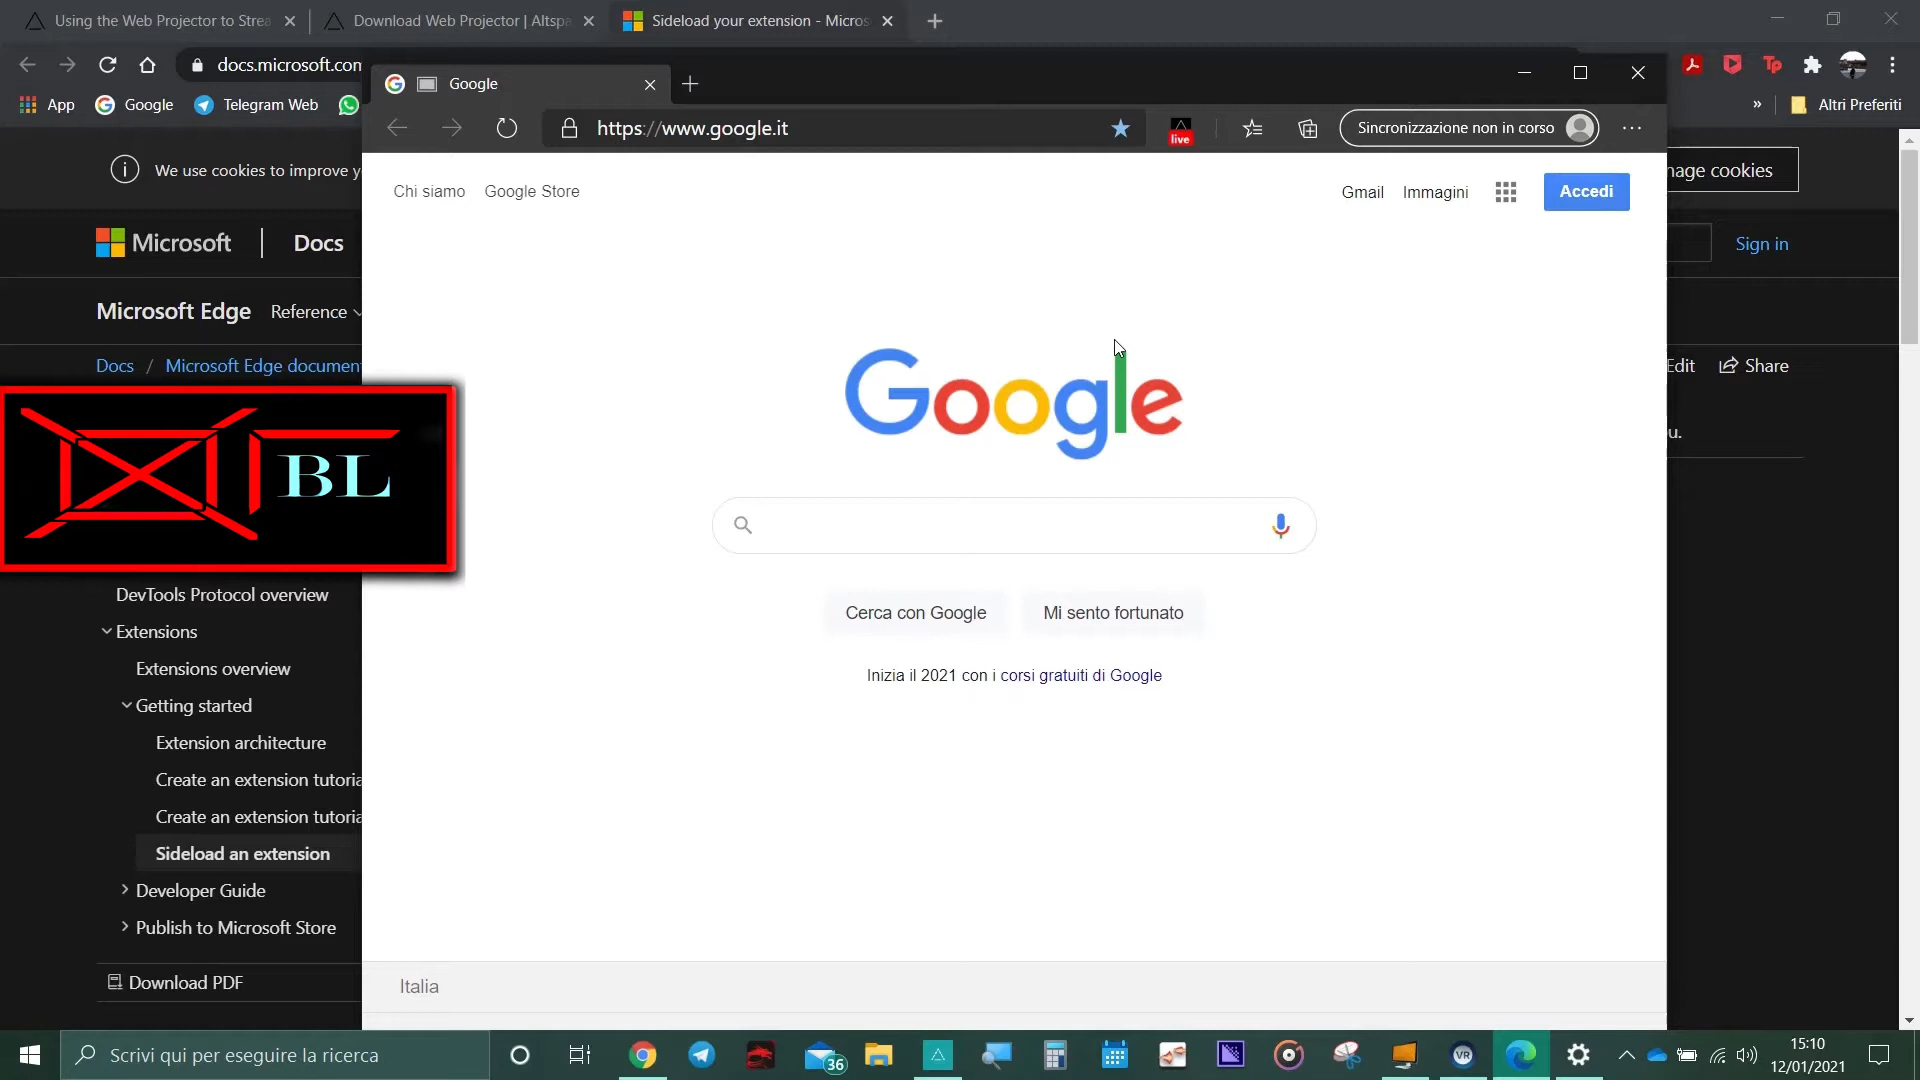 Using the Web Projector to Strea
Download Web Projector | Altspa
Sideload your extension - Micros
docs.microsoft.com
App
Google
Telegram Web
»
Altri Preferiti
Google
https://www.google.it
live
Sincronizzazione non in corso
We use cookies to improve y
nage cookies
Chi siamo
Google Store
Gmail
Immagini
Accedi
Microsoft
Docs
Sign in
Microsoft Edge
Reference
Docs / Microsoft Edge documen
Edit
Share
u.
Google
BL
Cerca con Google
Mi sento fortunato
Inizia il 2021 con i corsi gratuiti di Google
DevTools Protocol overview
Extensions
Extensions overview
Getting started
Extension architecture
Create an extension tutoria
Create an extension tutoria
Sideload an extension
Developer Guide
Publish to Microsoft Store
Download PDF
Italia
Scrivi qui per eseguire la ricerca
36
VR
15:10
12/01/2021